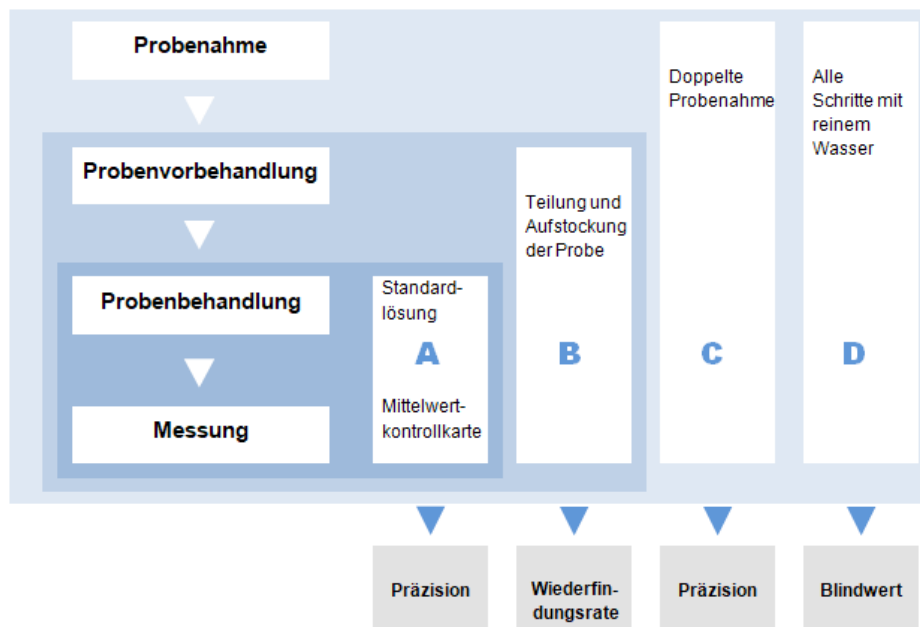 Probenahme
Doppelte
Probenahme
Alle
Schritte mit
reinem
Wasser
Probenvorbehandlung
Teilung und
Aufstockung
der Probe
Probenbehandlung
Standard-
lösung
A
B
C
D
Mittelwert-
kontrollkarte
Messung
Präzision
Wiederfin-
dungsrate
Präzision
Blindwert